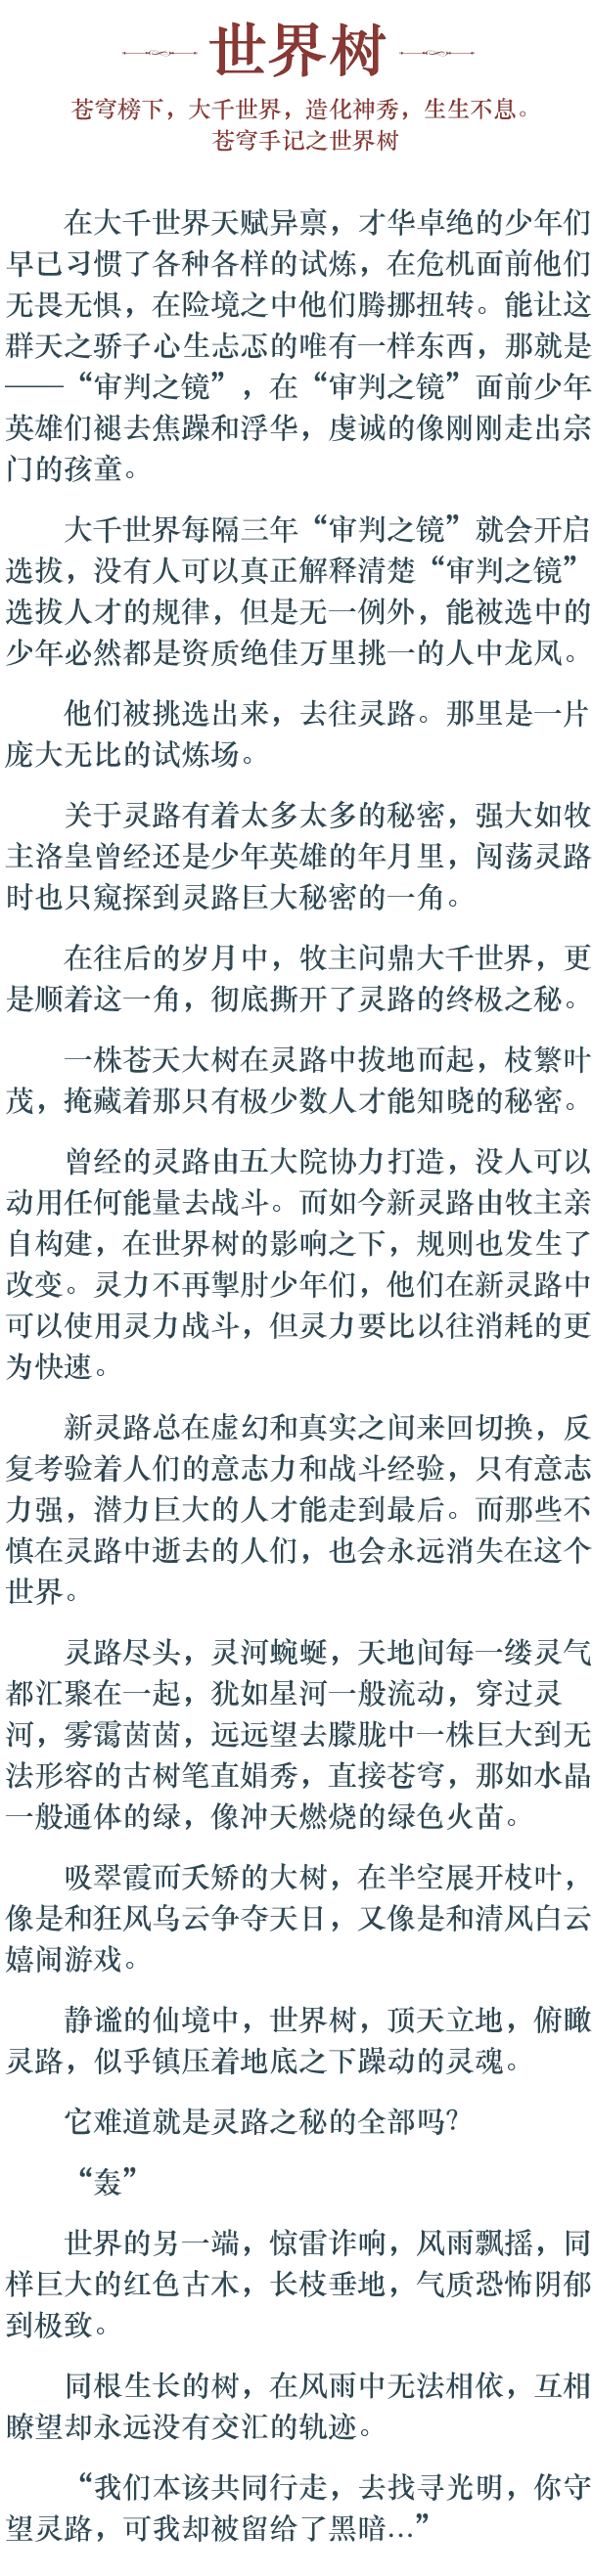 世界树
苍穹榜下，大千世界，造化神秀，生生不息。
苍穹手记之世界树
在大千世界天赋异禀，才华卓绝的少年们
早已习惯了各种各样的试炼，在危机面前他们
无畏无惧，在险境之中他们腾挪扭转。能让这
群天之骄子心生忐忑的唯有一样东西，那就是
——“审判之镜”，在“审判之镜”面前少年
英雄们褪去焦躁和浮华，虔诚的像刚刚走出宗
门的孩童。
大千世界每隔三年“审判之镜”就会开启
选拔，没有人可以真正解释清楚“审判之镜”
选拔人才的规律，但是无一例外，能被选中的
少年必然都是资质绝佳万里挑一的人中龙凤。
他们被挑选出来，去往灵路。那里是一片
庞大无比的试炼场。
关于灵路有着太多太多的秘密，强大如牧
主洛皇曾经还是少年英雄的年月里，闯荡灵路
时也只窥探到灵路巨大秘密的一角。
在往后的岁月中，牧主问鼎大千世界，更
是顺着这一角，彻底撕开了灵路的终极之秘。
一株苍天大树在灵路中拔地而起，枝繁叶
茂，掩藏着那只有极少数人才能知晓的秘密。
曾经的灵路由五大院协力打造，没人可以
动用任何能量去战斗。而如今新灵路由牧主亲
自构建，在世界树的影响之下，规则也发生了
改变。灵力不再掣肘少年们，他们在新灵路中
可以使用灵力战斗，但灵力要比以往消耗的更
为快速。
新灵路总在虚幻和真实之间来回切换，反
复考验着人们的意志力和战斗经验，只有意志
力强，潜力巨大的人才能走到最后。而那些不
慎在灵路中逝去的人们，也会永远消失在这个
世界。
灵路尽头，灵河蜿蜒，天地间每一缕灵气
都汇聚在一起，犹如星河一般流动，穿过灵
河，雾霭茵茵，远远望去朦胧中一株巨大到无
法形容的古树笔直娟秀，直接苍穹，那如水晶
一般通体的绿，像冲天燃烧的绿色火苗。
吸翠霞而夭矫的大树，在半空展开枝叶，
像是和狂风乌云争夺天日，又像是和清风白云
嬉闹游戏。
静谧的仙境中，世界树，顶天立地，俯瞰
灵路，似乎镇压着地底之下躁动的灵魂。
它难道就是灵路之秘的全部吗？
“轰”
世界的另一端，惊雷诈响，风雨飘摇，同
样巨大的红色古木，长枝垂地，气质恐怖阴郁
到极致。
同根生长的树，在风雨中无法相依，互相
瞭望却永远没有交汇的轨迹。
“我们本该共同行走，去找寻光明，你守
望灵路，可我却被留给了黑暗…”